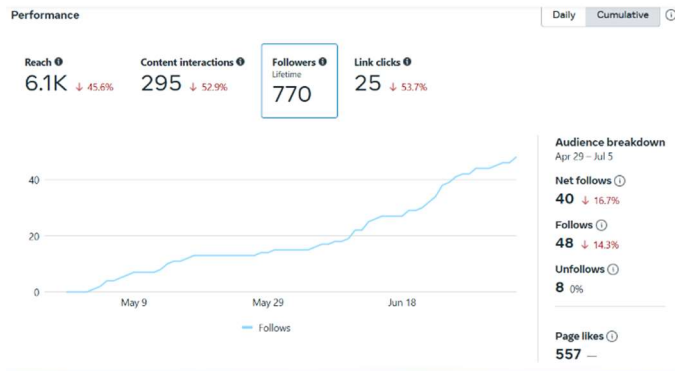 Performance
Daily Cumulative
Reach
6.1K ↓ 45.6%
Content interactions
295 ↓ 52.9%
Followers
Lifetime
770
Link clicks
25 ↓ 53.7%
40
20
0
May 9 May 29 Jun 18
Follows
Audience breakdown
Apr 29 – Jul 5
Net follows
40 ↓ 16.7%
Follows
48 ↓ 14.3%
Unfollows
8 0%
Page likes
557 —